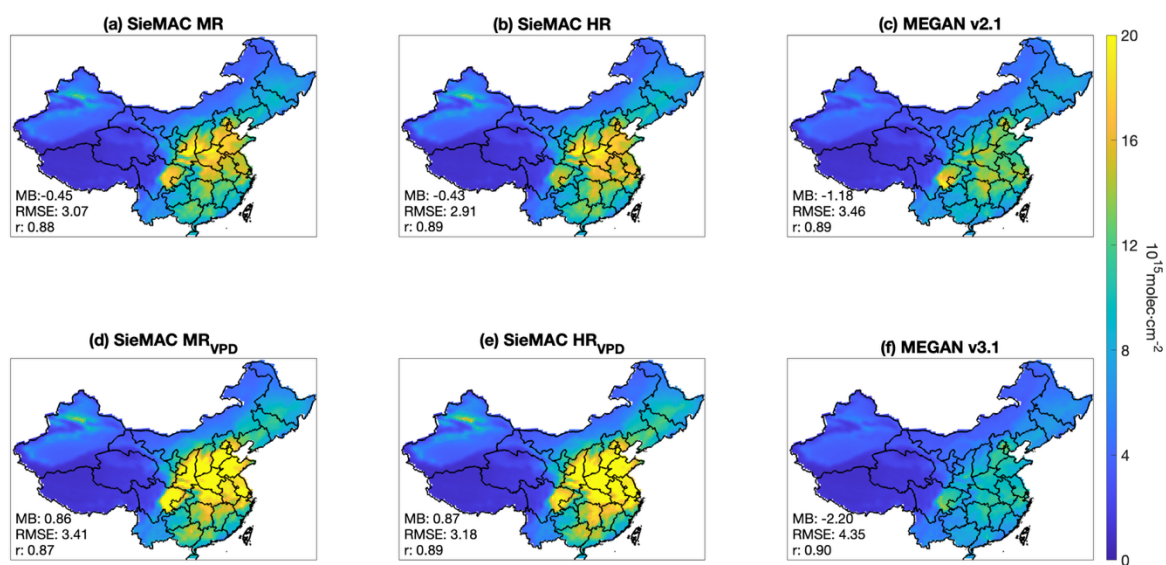 (a) SieMAC MR
(b) SieMAC HR
(c) MEGAN v2.1
MB:-0.45
RMSE: 3.07
r: 0.88
MB:-0.43
RMSE: 2.91
r: 0.89
MB:-1.18
RMSE: 3.46
r: 0.89
(d) SieMAC MR_VPD
(e) SieMAC HR_VPD
(f) MEGAN v3.1
MB: 0.86
RMSE: 3.41
r: 0.87
MB: 0.87
RMSE: 3.18
r: 0.89
MB: -2.20
RMSE: 4.35
r: 0.90
20
16
12
8
4
0
10¹⁵molec·cm⁻²